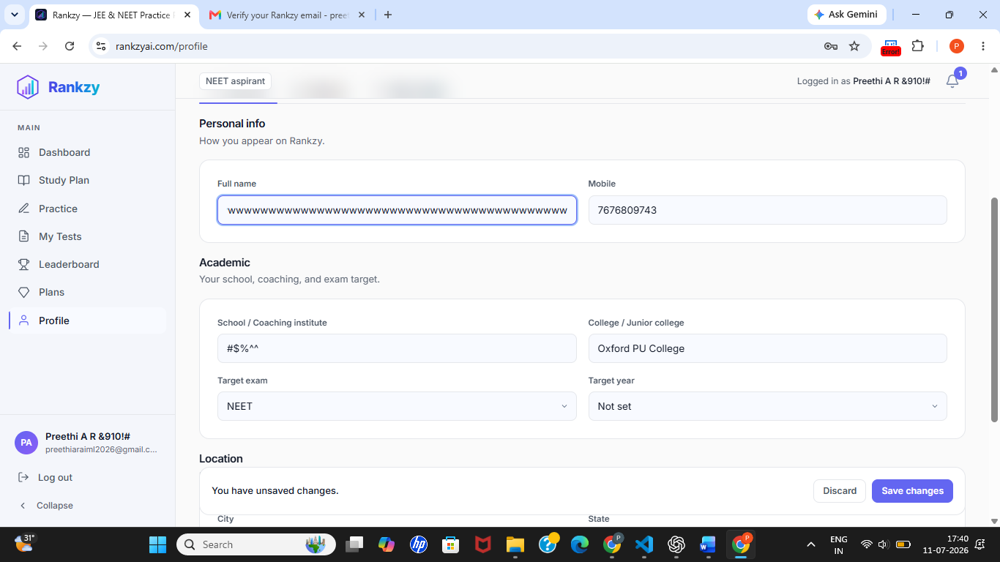 Rankzy — JEE & NEET Practice
Verify your Rankzy email - preet
Ask Gemini
rankzyai.com/profile
Error!
P
Rankzy
NEET aspirant
Logged in as Preethi A R &910!#
1
MAIN
Dashboard
Study Plan
Practice
My Tests
Leaderboard
Plans
Profile
Personal info
How you appear on Rankzy.
Full name
Mobile
7676809743
Academic
Your school, coaching, and exam target.
School / Coaching institute
College / Junior college
#$%^^
Oxford PU College
Target exam
Target year
NEET
Not set
Location
You have unsaved changes.
Discard
Save changes
City
State
PA
Preethi A R &910!#
preethiaraiml2026@gmail.c...
Log out
Collapse
31°
Search
ENG
IN
17:40
11-07-2026